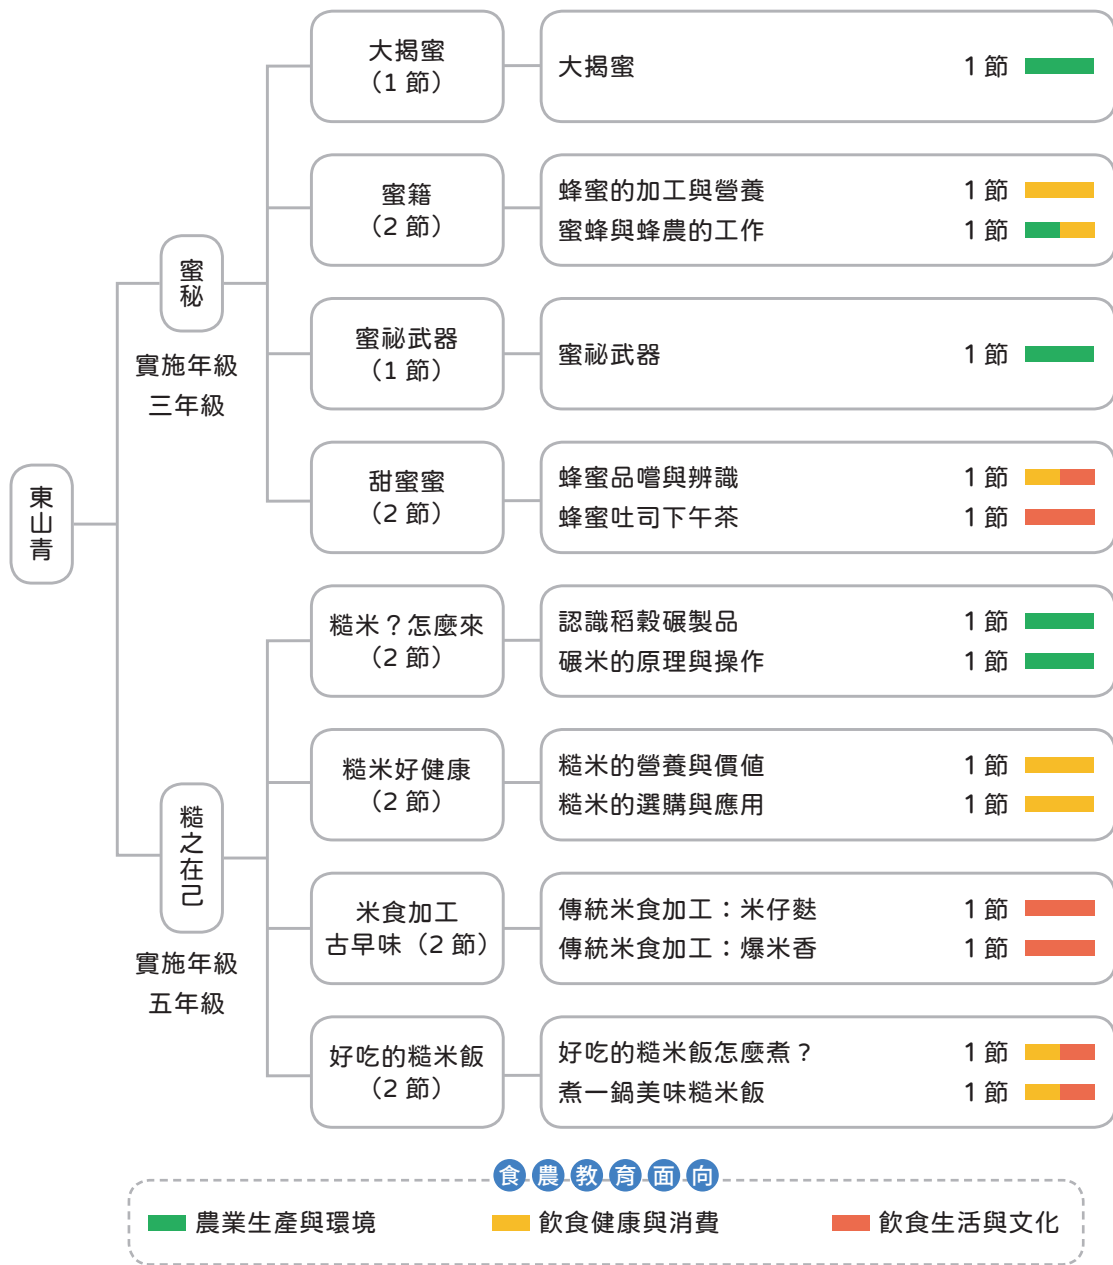 東山青
蜜秘
實施年級
三年級
大揭蜜
（1 節）
大揭蜜 1 節
蜜籍
（2 節）
蜂蜜的加工與營養 1 節
蜜蜂與蜂農的工作 1 節
蜜祕武器
（1 節）
蜜祕武器 1 節
甜蜜蜜
（2 節）
蜂蜜品嚐與辨識 1 節
蜂蜜吐司下午茶 1 節
糙之在己
實施年級
五年級
糙米？怎麼來
（2 節）
認識稻穀碾製品 1 節
碾米的原理與操作 1 節
糙米好健康
（2 節）
糙米的營養與價值 1 節
糙米的選購與應用 1 節
米食加工
古早味（2 節）
傳統米食加工：米仔麩 1 節
傳統米食加工：爆米香 1 節
好吃的糙米飯
（2 節）
好吃的糙米飯怎麼煮？ 1 節
煮一鍋美味糙米飯 1 節
食農教育面向
農業生產與環境 飲食健康與消費 飲食生活與文化